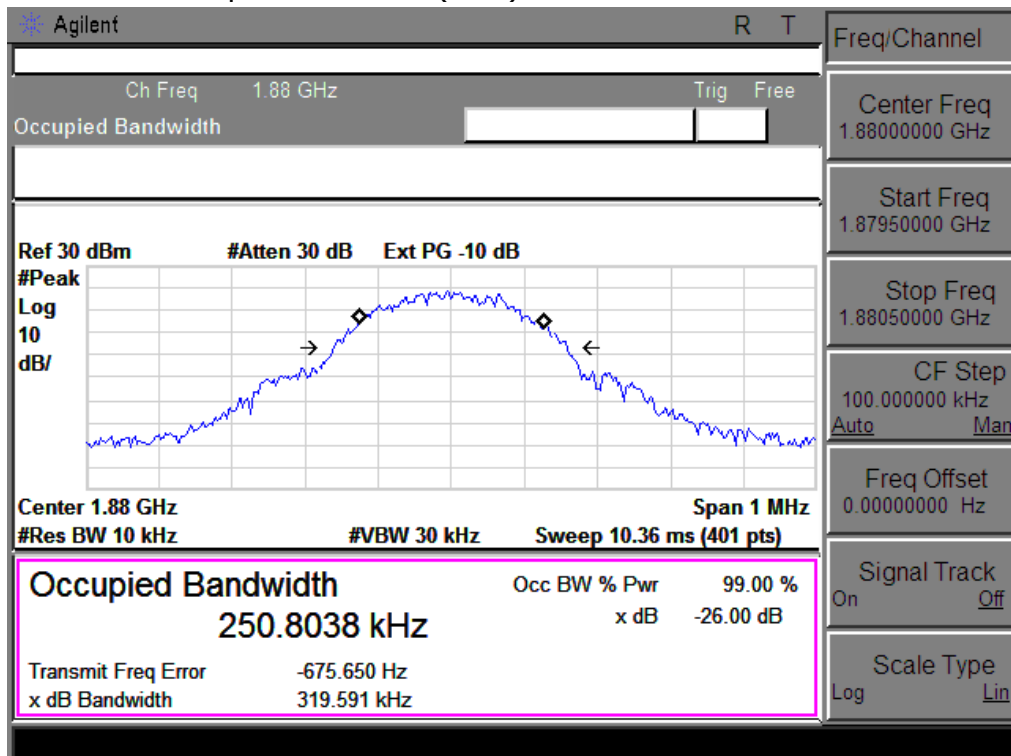 Agilent R T
Ch Freq 1.88 GHz Trig Free
Occupied Bandwidth
Ref 30 dBm #Atten 30 dB Ext PG -10 dB
#Peak
Log
10
dB/
Center 1.88 GHz Span 1 MHz
#Res BW 10 kHz #VBW 30 kHz Sweep 10.36 ms (401 pts)
Occupied Bandwidth Occ BW % Pwr 99.00 %
250.8038 kHz x dB -26.00 dB
Transmit Freq Error -675.650 Hz
x dB Bandwidth 319.591 kHz
Freq/Channel
Center Freq
1.88000000 GHz
Start Freq
1.87950000 GHz
Stop Freq
1.88050000 GHz
CF Step
100.000000 kHz
Auto Man
Freq Offset
0.00000000 Hz
Signal Track
On Off
Scale Type
Log Lin